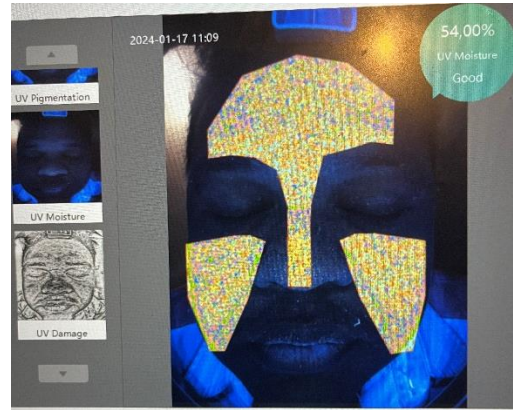 2024-01-17 11:09
54,00%
UV Moisture
Good
UV Pigmentation
UV Moisture
UV Damage